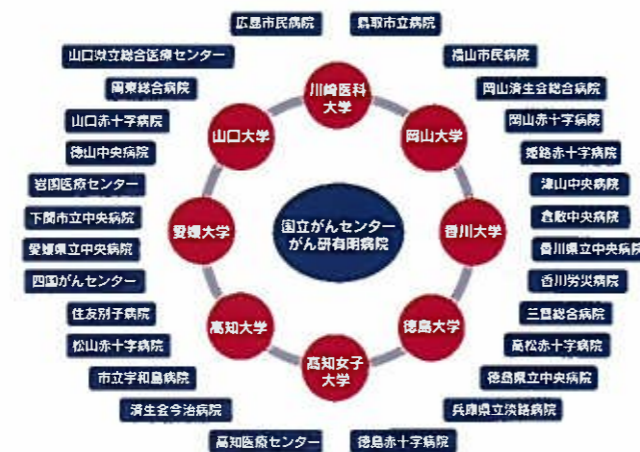 広島市民病院
鳥取市立病院
山口県立総合医療センター
福山市民病院
周東総合病院
川崎医科
大学
岡山済生会総合病院
山口赤十字病院
山口大学
岡山大学
岡山赤十字病院
徳山中央病院
姫路赤十字病院
岩国医療センター
津山中央病院
下関市立中央病院
愛媛大学
国立がんセンター
がん研有明病院
香川大学
倉敷中央病院
愛媛県立中央病院
香川県立中央病院
四国がんセンター
香川労災病院
住友別子病院
高知大学
徳島大学
三豊総合病院
松山赤十字病院
高知女子
大学
高松赤十字病院
市立宇和島病院
徳島県立中央病院
済生会今治病院
兵庫県立淡路病院
高知医療センター
徳島赤十字病院